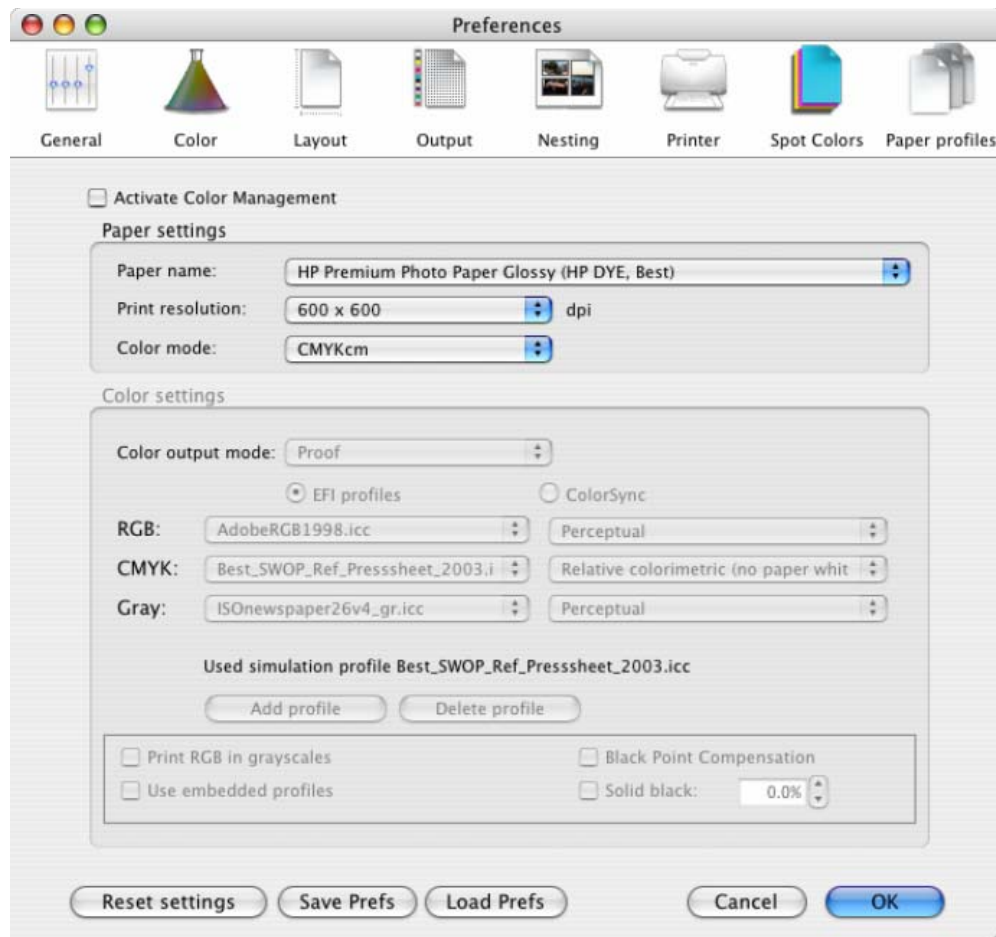 Preferences
General Color Layout Output Nesting Printer Spot Colors Paper profiles
Activate Color Management
Paper settings
Paper name: HP Premium Photo Paper Glossy (HP DYE, Best)
Print resolution: 600 x 600 dpi
Color mode: CMYKcm
Color settings
Color output mode: Proof
EFI profiles ColorSync
RGB: AdobeRGB1998.icc Perceptual
CMYK: Best_SWOP_Ref_Presssheet_2003.i Relative colorimetric (no paper whit
Gray: ISOnewspaper26v4_gr.icc Perceptual
Used simulation profile Best_SWOP_Ref_Presssheet_2003.icc
Add profile Delete profile
Print RGB in grayscales Black Point Compensation
Use embedded profiles Solid black: 0.0%
Reset settings Save Prefs Load Prefs Cancel OK